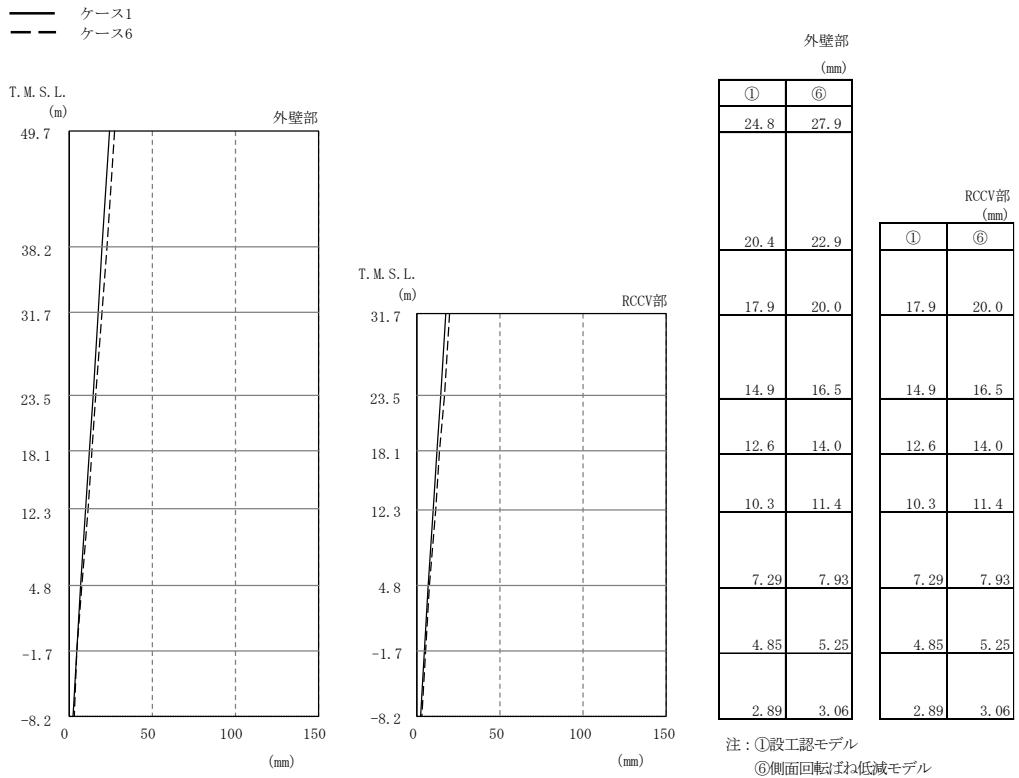 ケース1
ケース6
T.M.S.L.
(m)
外壁部
49.7
38.2
31.7
23.5
18.1
12.3
4.8
-1.7
-8.2
0 50 100 150
(mm)
T.M.S.L.
(m)
RCCV部
31.7
23.5
18.1
12.3
4.8
-1.7
-8.2
0 50 100 150
(mm)
外壁部
(mm)
① ⑥
24.8 27.9
20.4 22.9
17.9 20.0
14.9 16.5
12.6 14.0
10.3 11.4
7.29 7.93
4.85 5.25
2.89 3.06
RCCV部
(mm)
① ⑥
17.9 20.0
14.9 16.5
12.6 14.0
10.3 11.4
7.29 7.93
4.85 5.25
2.89 3.06
注:①設工認モデル
⑥側面回転ばね低減モデル